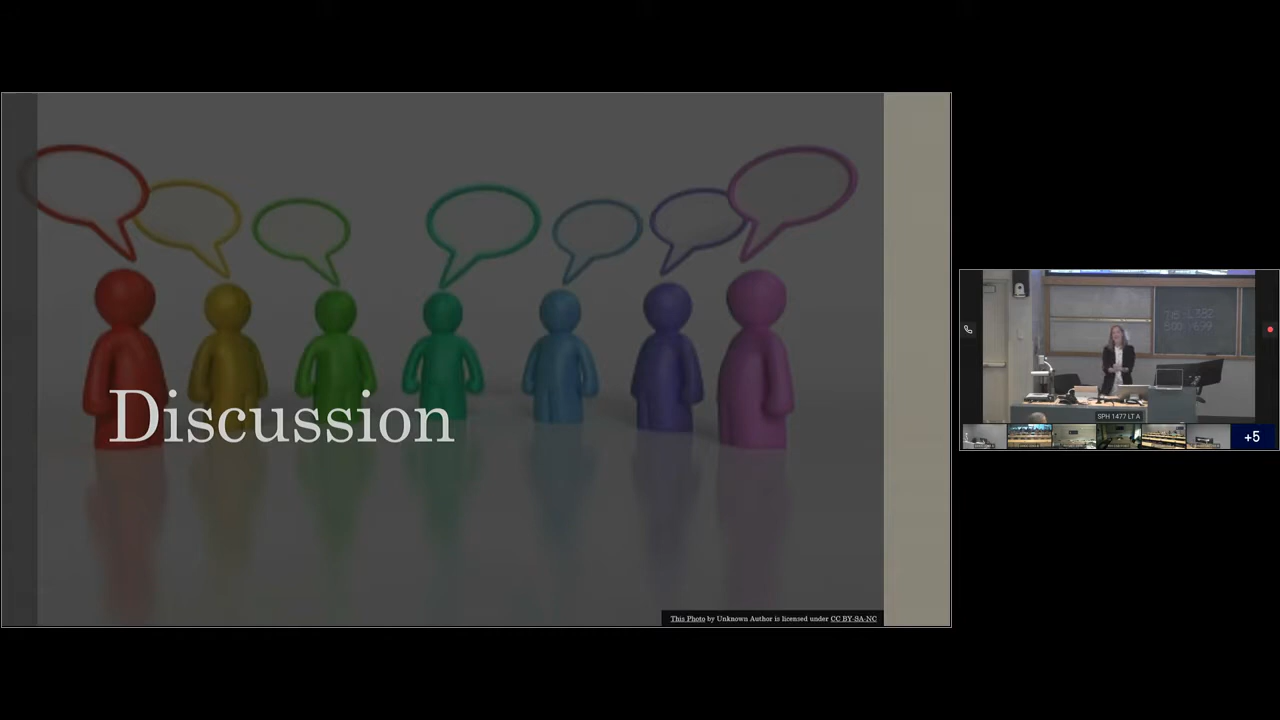 Discussion
This Photo by Unknown Author is licensed under CC BY-SA-NC
SPH 1477 LT A
+5